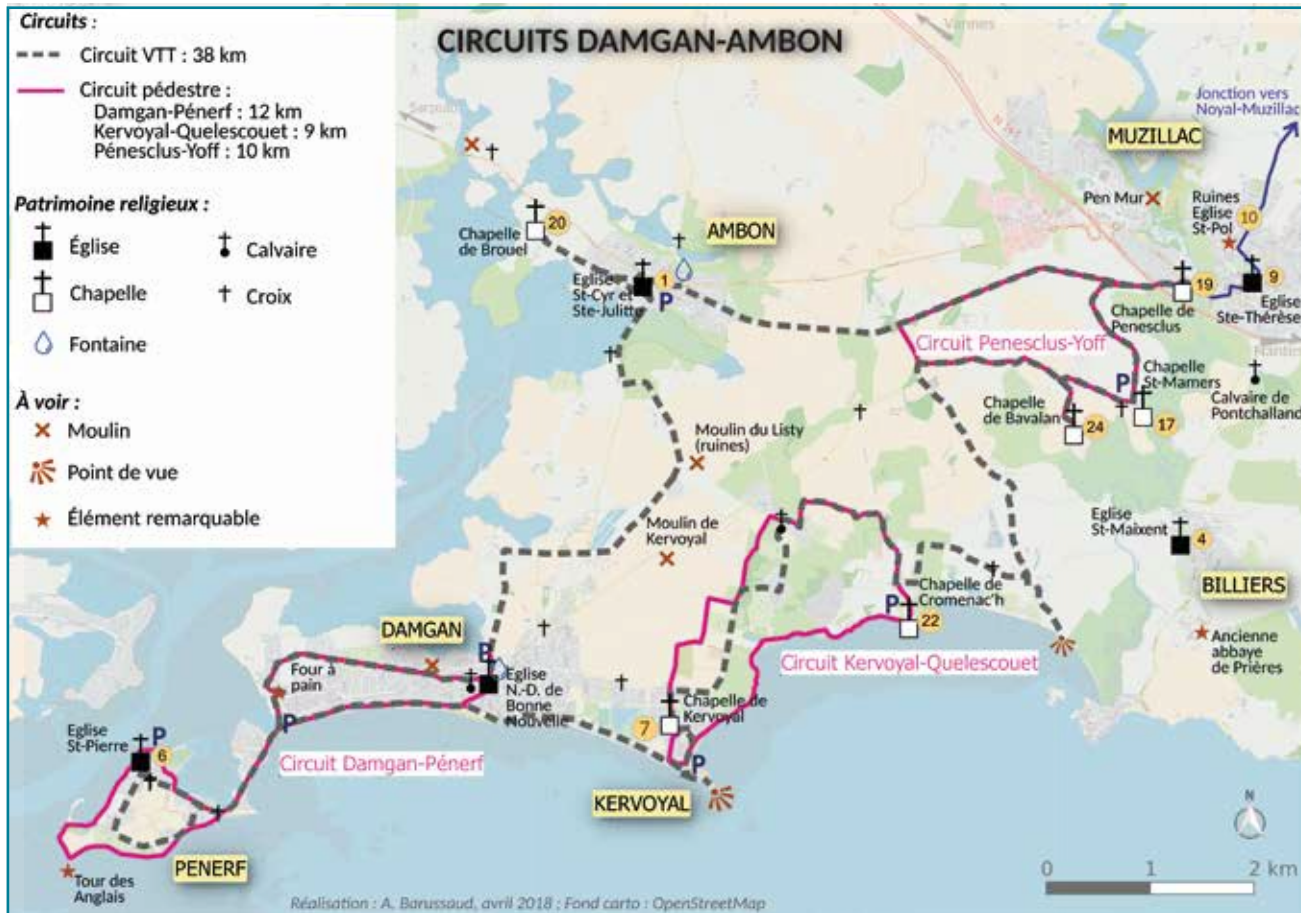 CIRCUITS DAMGAN-AMBON
Circuits :
Circuit VTT : 38 km
Circuit pédestre :
Damgan-Pénerf : 12 km
Kervoyal-Quelescouet : 9 km
Pénesclus-Yoff : 10 km
Patrimoine religieux :
Église
Calvaire
Chapelle
Croix
Fontaine
À voir :
Moulin
Point de vue
Élément remarquable
Vannes
Sarzeau
N 165
Jonction vers
Noyal-Muzillac
MUZILLAC
Pen Mur
Ruines
Eglise
St-Pol
10
20
Chapelle
de Brouel
AMBON
1
Eglise
St-Cyr et
Ste-Julitte
P
19
Chapelle de
Penesclus
9
Eglise
Ste-Thérèse
Nantes
Circuit Penesclus-Yoff
P
Chapelle
St-Mamers
17
Calvaire de
Pontchalland
Chapelle
de Bavalan
24
Moulin du Listy
(ruines)
Moulin de
Kervoyal
Eglise
St-Maixent
4
BILLIERS
Ancienne
abbaye
de Prières
P
Chapelle de
Cromenac'h
22
Circuit Kervoyal-Quelescouet
DAMGAN
P
Eglise
N.-D. de
Bonne
Nouvelle
Four à
pain
P
Circuit Damgan-Pénerf
7
Chapelle de
Kervoyal
P
KERVOYAL
Eglise
St-Pierre
P
6
PENERF
Tour des
Anglais
N
0 1 2 km
Réalisation : A. Barussaud, avril 2018 ; Fond carto : OpenStreetMap